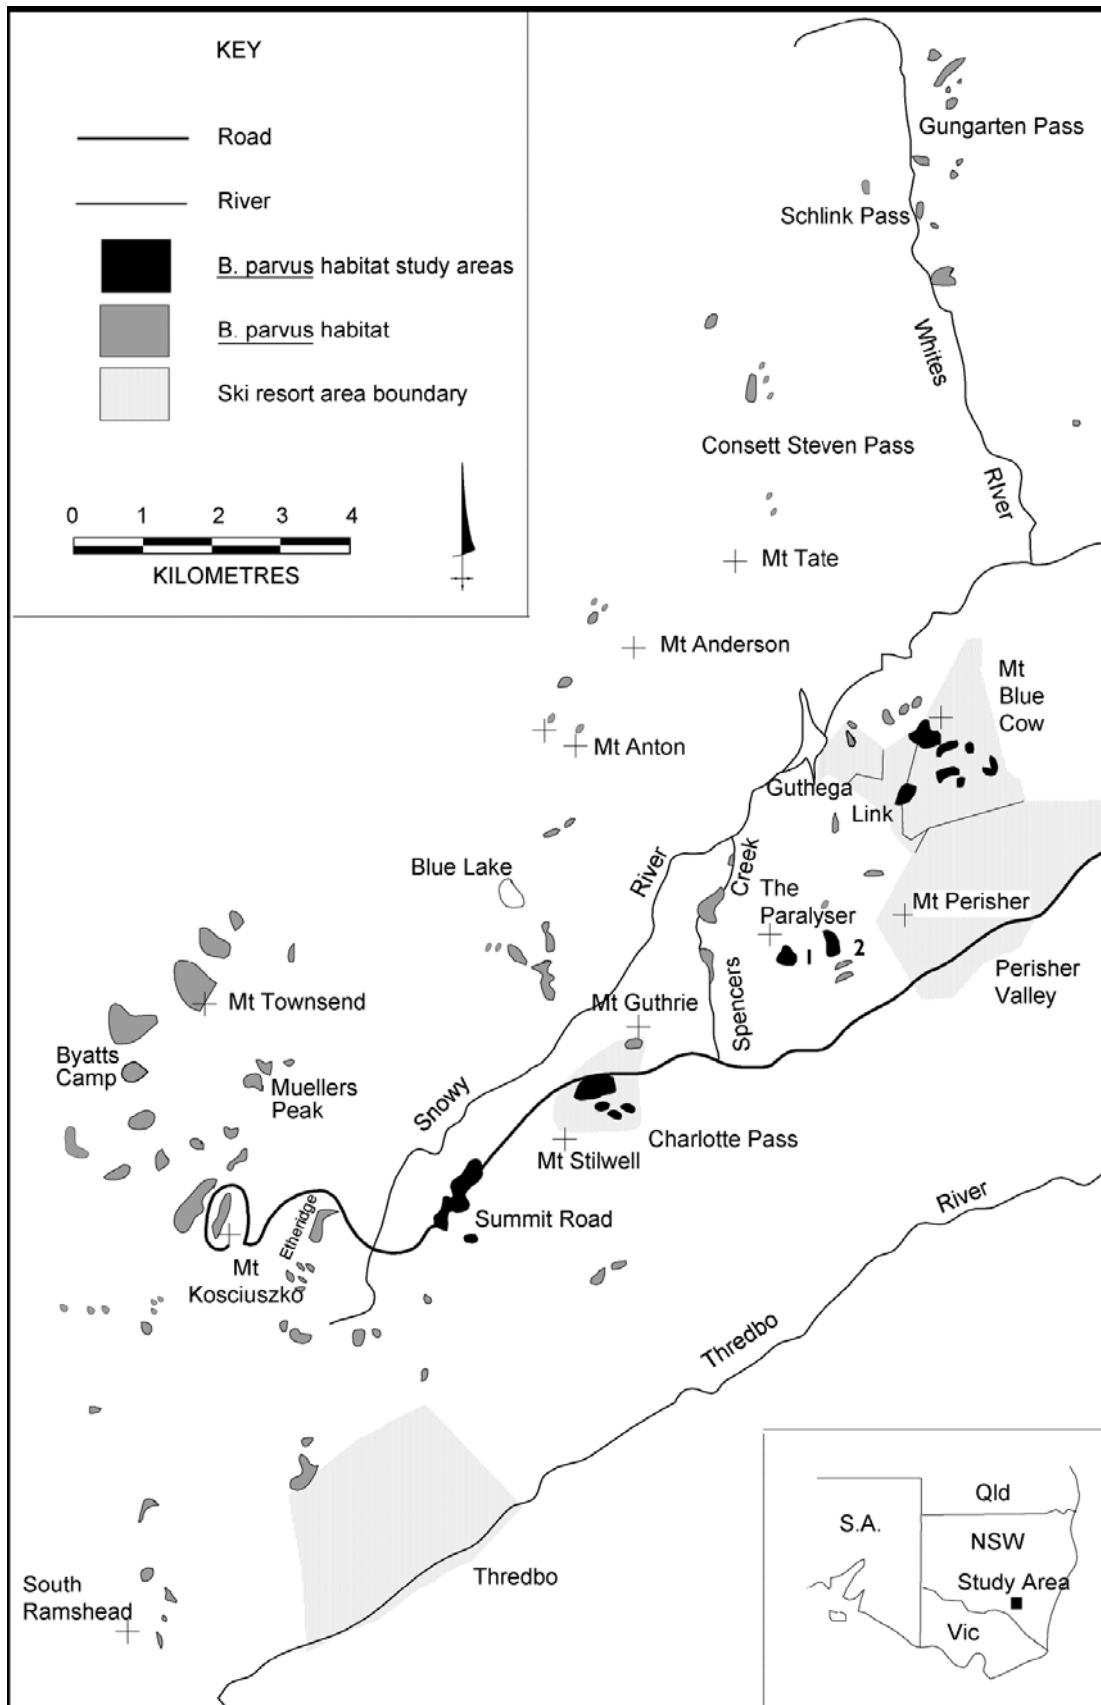 KEY
Road
River
B. parvus habitat study areas
B. parvus habitat
Ski resort area boundary
0 1 2 3 4
KILOMETRES
Gungarten Pass
Schlink Pass
Whites
RIver
Consett Steven Pass
Mt Tate
Mt Anderson
Mt Anton
Mt
Blue
Cow
Guthega
Link
Blue Lake
River
Creek
The
Paralyser
1
2
Mt Perisher
Perisher
Valley
Spencers
Mt Guthrie
Mt Townsend
Byatts
Camp
Muellers
Peak
Snowy
Charlotte Pass
Mt Stilwell
Summit Road
Etheridge
Mt
Kosciuszko
River
Thredbo
Thredbo
South
Ramshead
Qld
S.A.
NSW
Study Area
Vic